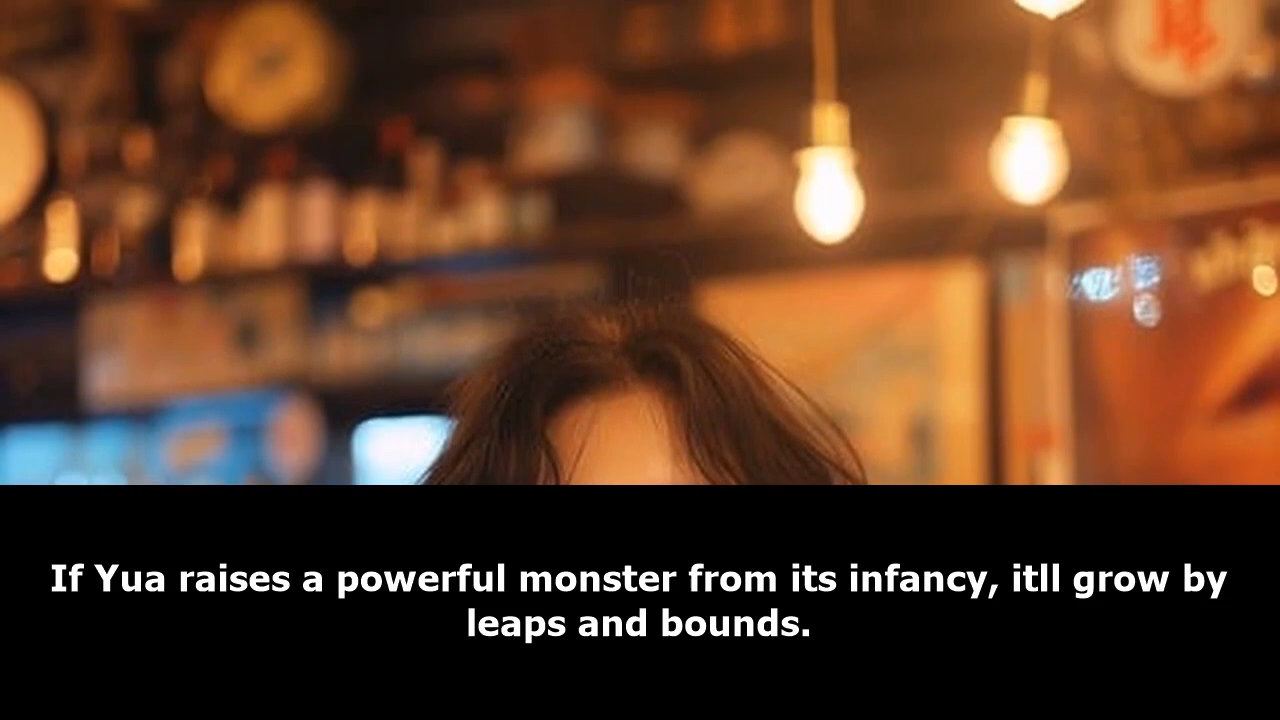 If Yua raises a powerful monster from its infancy, itll grow by
leaps and bounds.